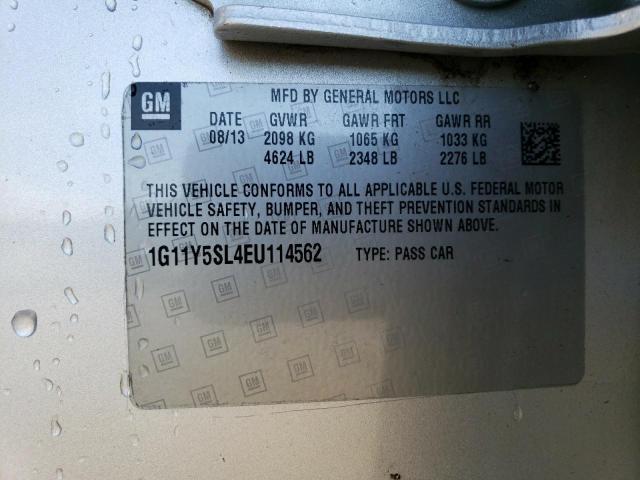 GM
MFD BY GENERAL MOTORS LLC
DATE GVWR GAWR FRT GAWR RR
08/13 2098 KG 1065 KG 1033 KG
4624 LB 2348 LB 2276 LB
THIS VEHICLE CONFORMS TO ALL APPLICABLE U.S. FEDERAL MOTOR
VEHICLE SAFETY, BUMPER, AND THEFT PREVENTION STANDARDS IN
EFFECT ON THE DATE OF MANUFACTURE SHOWN ABOVE.
1G11Y5SL4EU114562 TYPE: PASS CAR